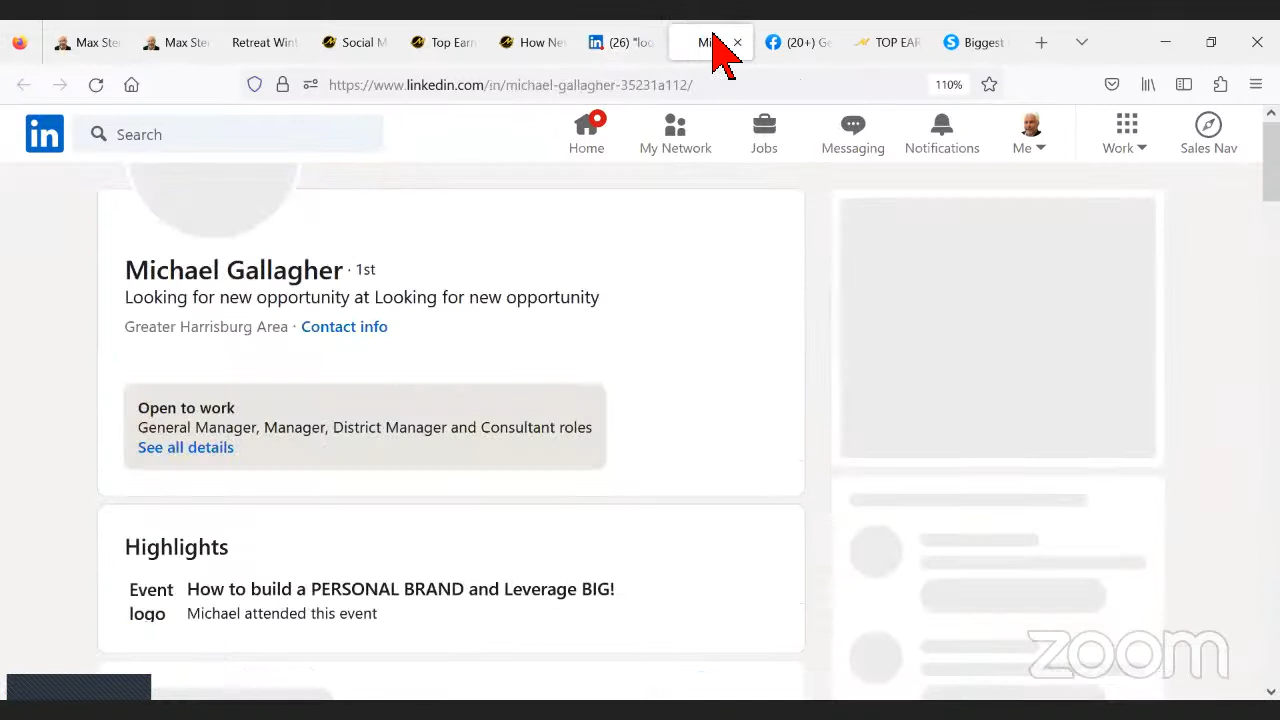 Max Ste
Max Ste
Retreat Wint
Social M
Top Earn
How Net
(26) "loo
Mi
(20+) Ge
TOP EAR
Biggest
https://www.linkedin.com/in/michael-gallagher-35231a112/
110%
in
Search
Home
My Network
Jobs
Messaging
Notifications
Me
Work
Sales Nav
Michael Gallagher · 1st
Looking for new opportunity at Looking for new opportunity
Greater Harrisburg Area · Contact info
Open to work
General Manager, Manager, District Manager and Consultant roles
See all details
Highlights
Event logo
How to build a PERSONAL BRAND and Leverage BIG!
Michael attended this event
zoom